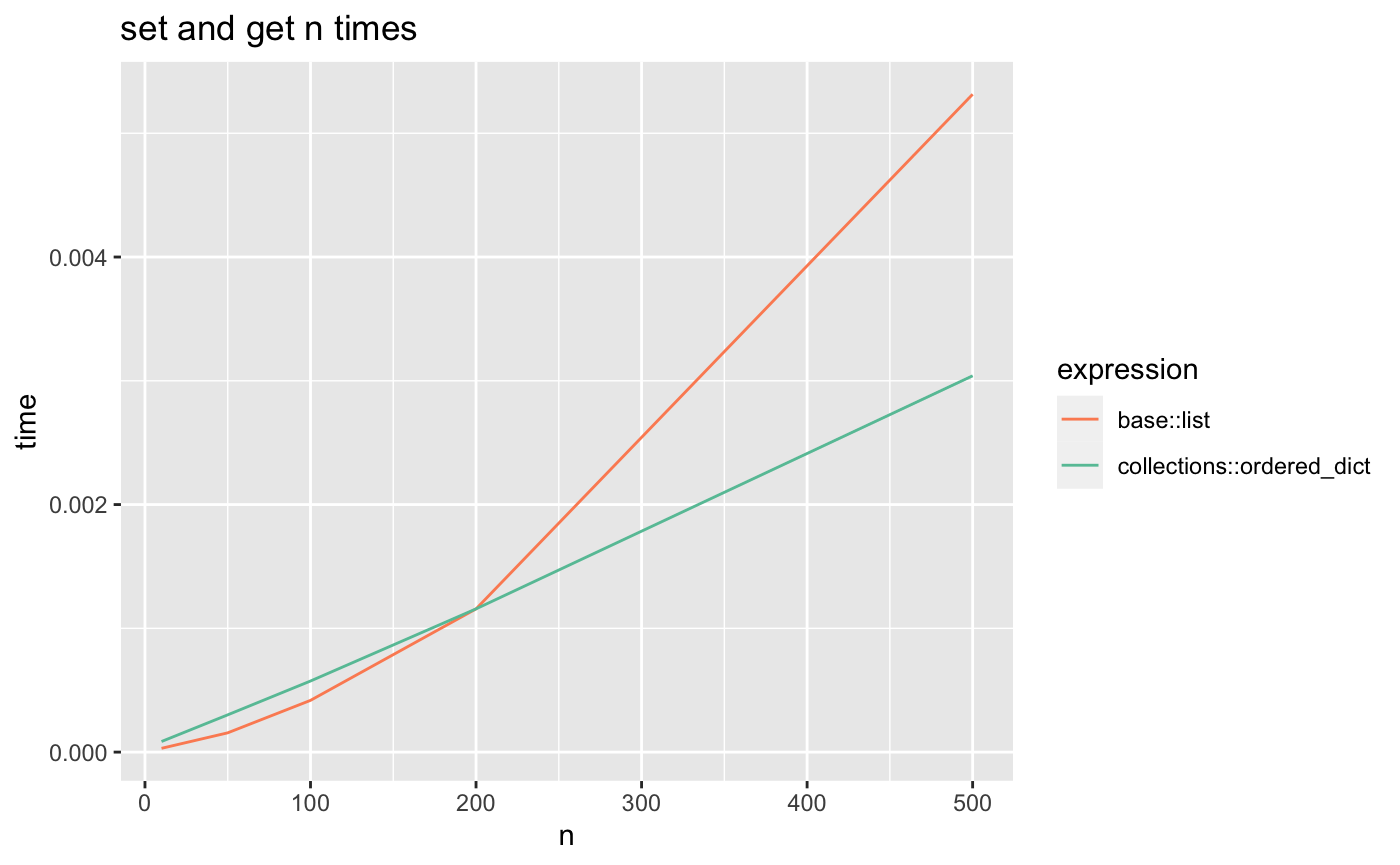 set and get n times
time
0.004
0.002
0.000
0 100 200 300 400 500
n
expression
base::list
collections::ordered_dict